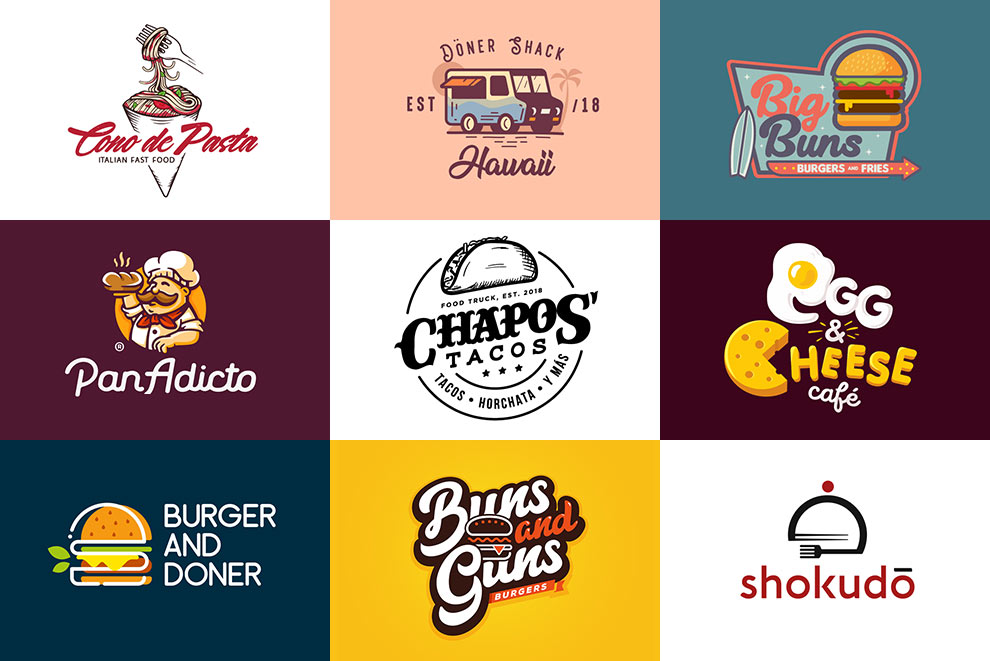 Cono de Pasta
ITALIAN FAST FOOD
DÖNER SHACK
EST /18
Hawaii
Big
Buns
BURGERS AND FRIES
®
PanAdicto
FOOD TRUCK, EST. 2018
CHAPOS'
TACOS
TACOS • HORCHATA • Y MÁS
EGG
&
CHEESE
café
BURGER
AND
DONER
Buns
and
Guns
BURGERS
shokudō